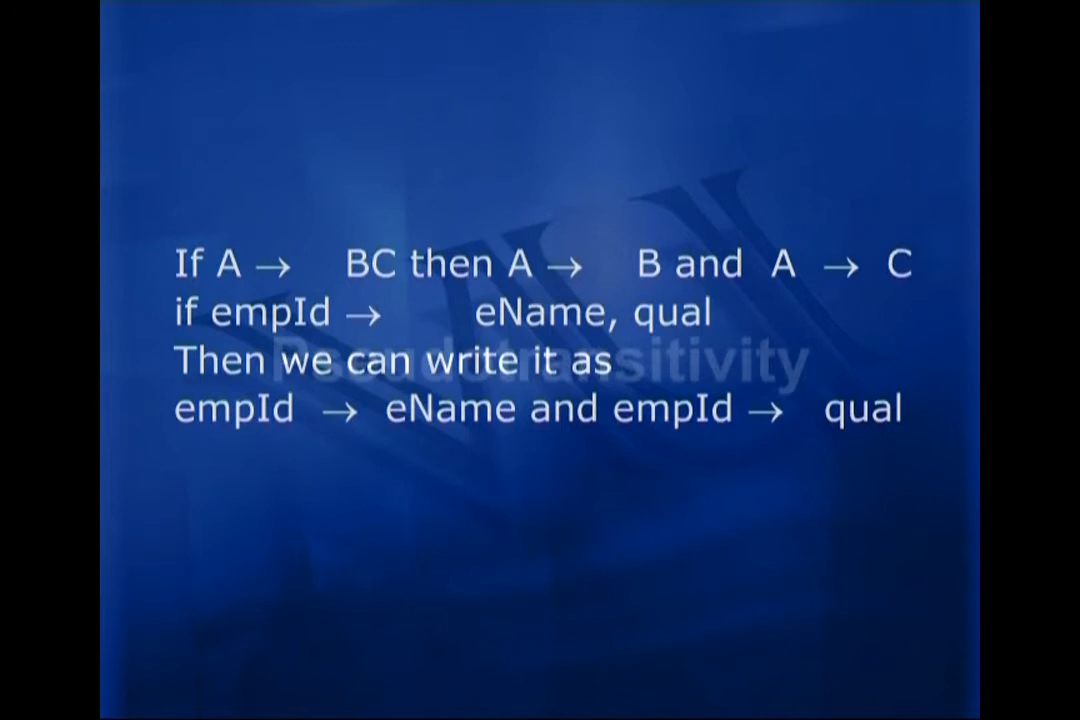 If A → BC then A → B and A → C
if empId → eName, qual
Then we can write it as
Pseudotransitivity
empId → eName and empId → qual